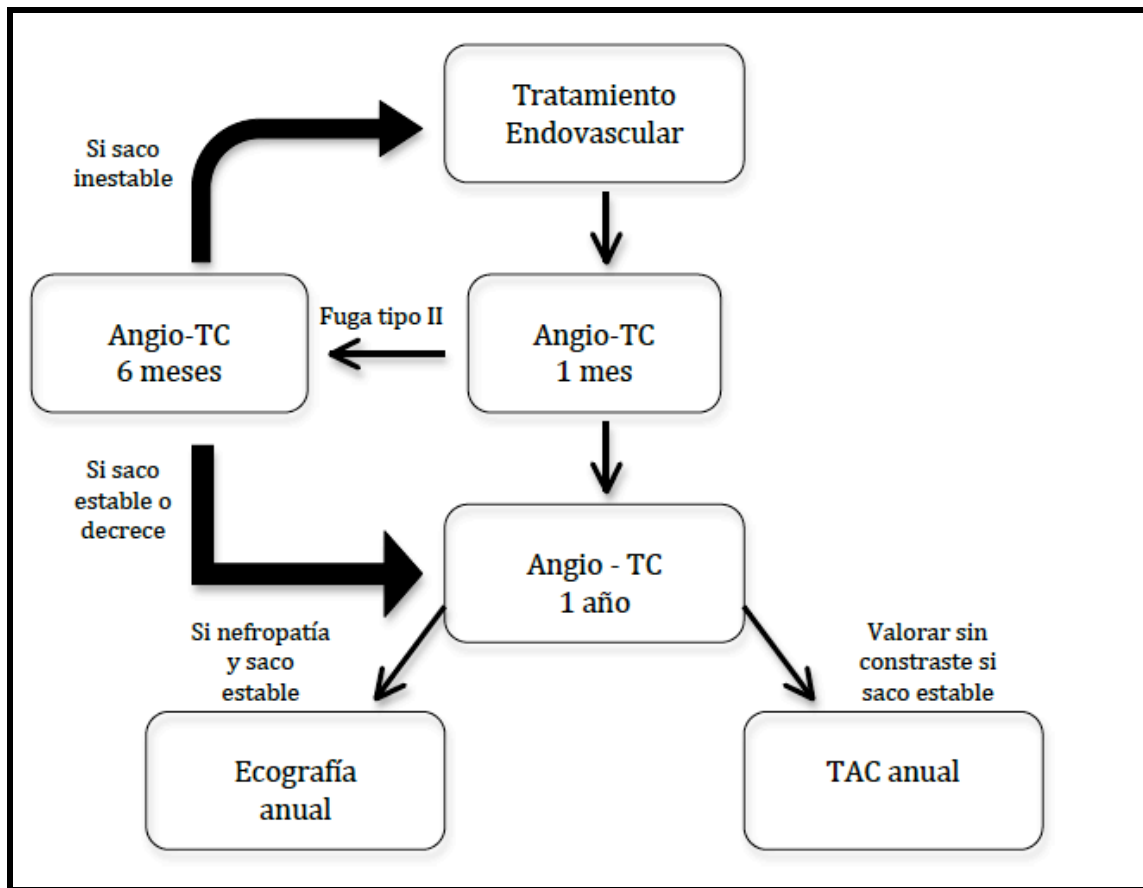 Tratamiento
Endovascular
Si saco
inestable
Angio-TC
6 meses
Fuga tipo II
Angio-TC
1 mes
Si saco
estable o
decrece
Angio - TC
1 año
Si nefropatía
y saco
estable
Valorar sin
constraste si
saco estable
Ecografía
anual
TAC anual